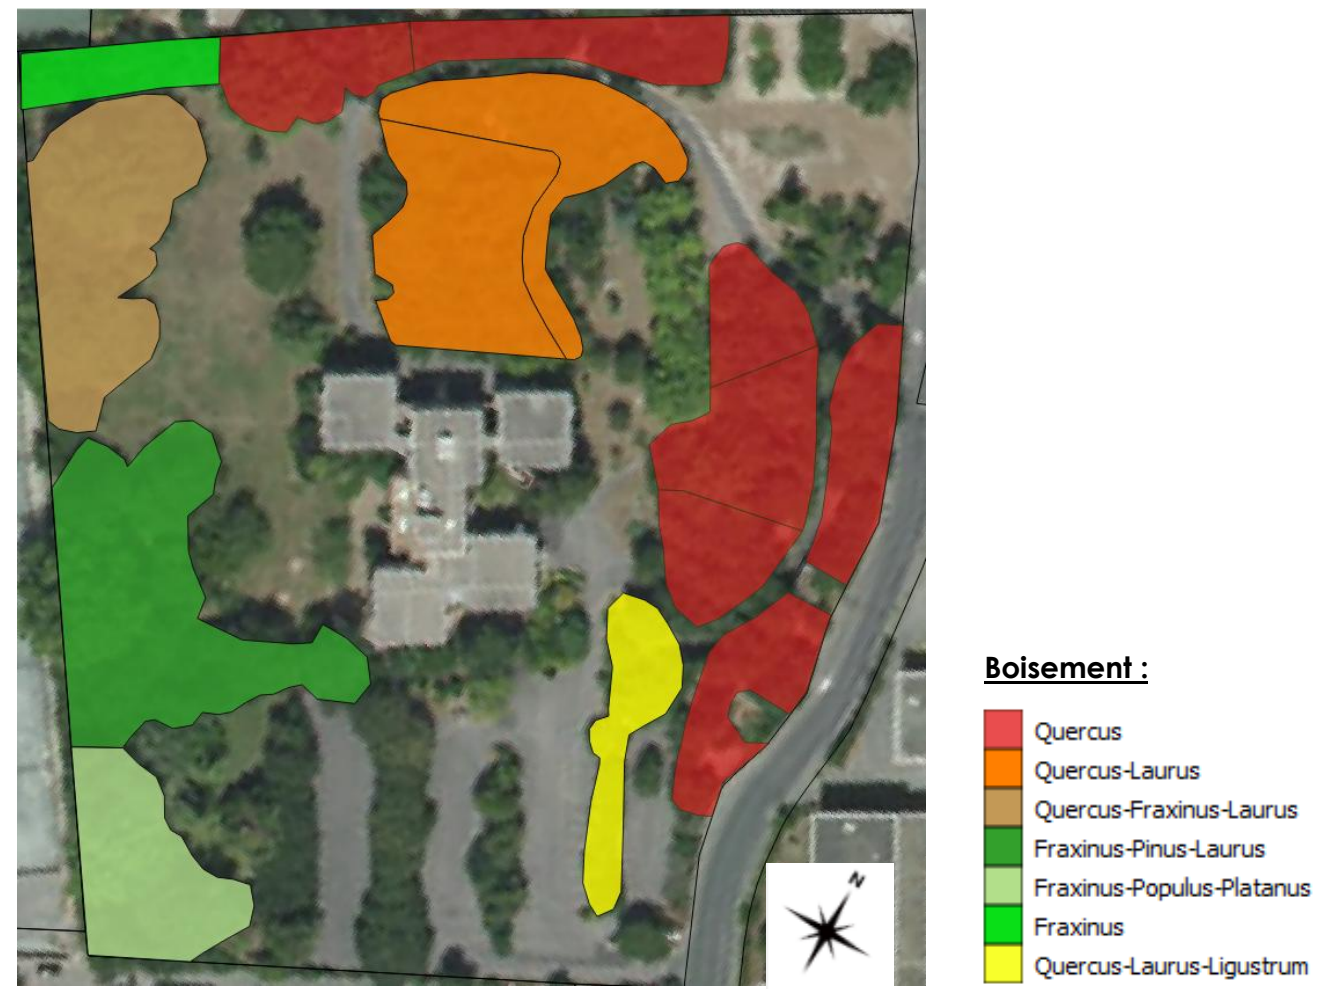 N
Boisement :
Quercus
Quercus-Laurus
Quercus-Fraxinus-Laurus
Fraxinus-Pinus-Laurus
Fraxinus-Populus-Platanus
Fraxinus
Quercus-Laurus-Ligustrum